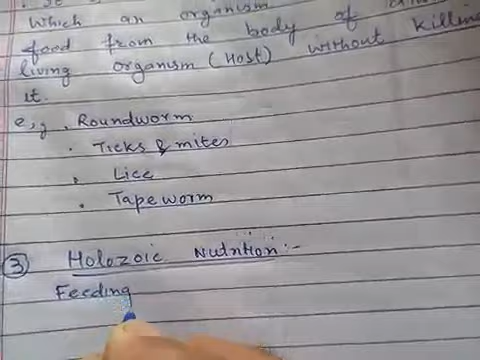 which an organism
food from the body of
living organism (Host) without killing
it.
e,g . Roundworm
. Ticks & mites
. Lice
. Tapeworm
③ Holozoic Nutrition:-
Feeding